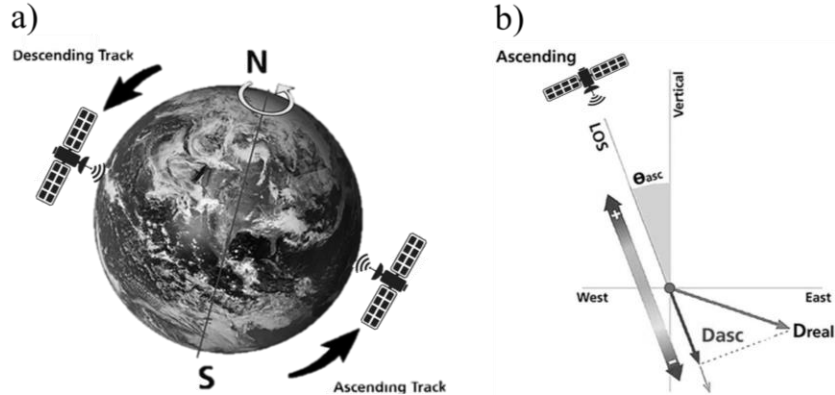 a)
Descending Track
N
S
Ascending Track
b)
Ascending
LOS
Vertical
Θasc
+
West
East
Dasc
Dreal
-